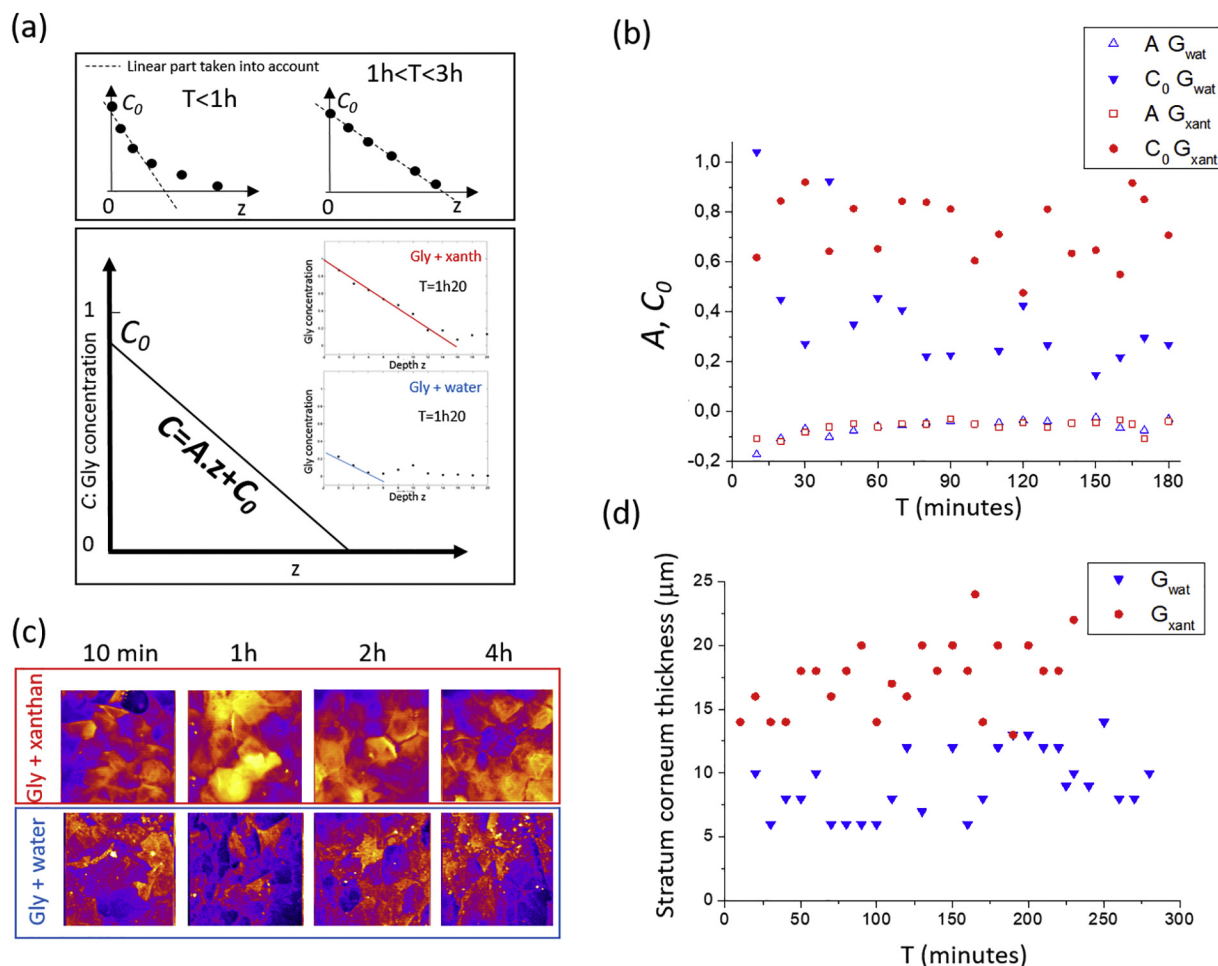 (a)
------ Linear part taken into account
C0
T<1h
0
z
1h<T<3h
C0
0
z
C: Gly concentration
1
C0
0
C=A.z+C0
z
Gly concentration
Gly + xanth
T=1h20
Depth z
Gly concentration
Gly + water
T=1h20
Depth z
(b)
A Gwat
C0 Gwat
A Gxant
C0 Gxant
A, C0
1,0
0,8
0,6
0,4
0,2
0,0
-0,2
0 30 60 90 120 150 180
T (minutes)
(c)
10 min 1h 2h 4h
Gly + xanthan
Gly + water
(d)
Gwat
Gxant
Stratum corneum thickness (μm)
25
20
15
10
5
0
0 50 100 150 200 250 300
T (minutes)